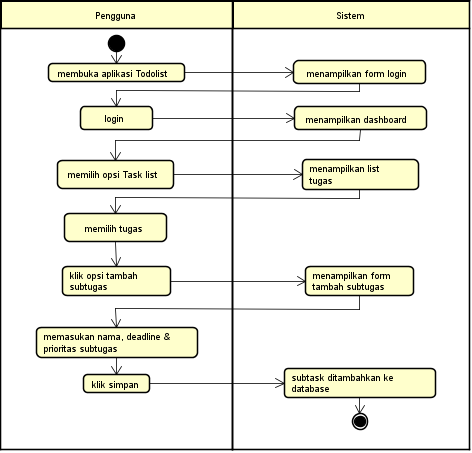 Pengguna
Sistem
membuka aplikasi Todolist
menampilkan form login
login
menampilkan dashboard
memilih opsi Task list
menampilkan list
tugas
memilih tugas
klik opsi tambah
subtugas
menampilkan form
tambah subtugas
memasukan nama, deadline &
prioritas subtugas
klik simpan
subtask ditambahkan ke
database